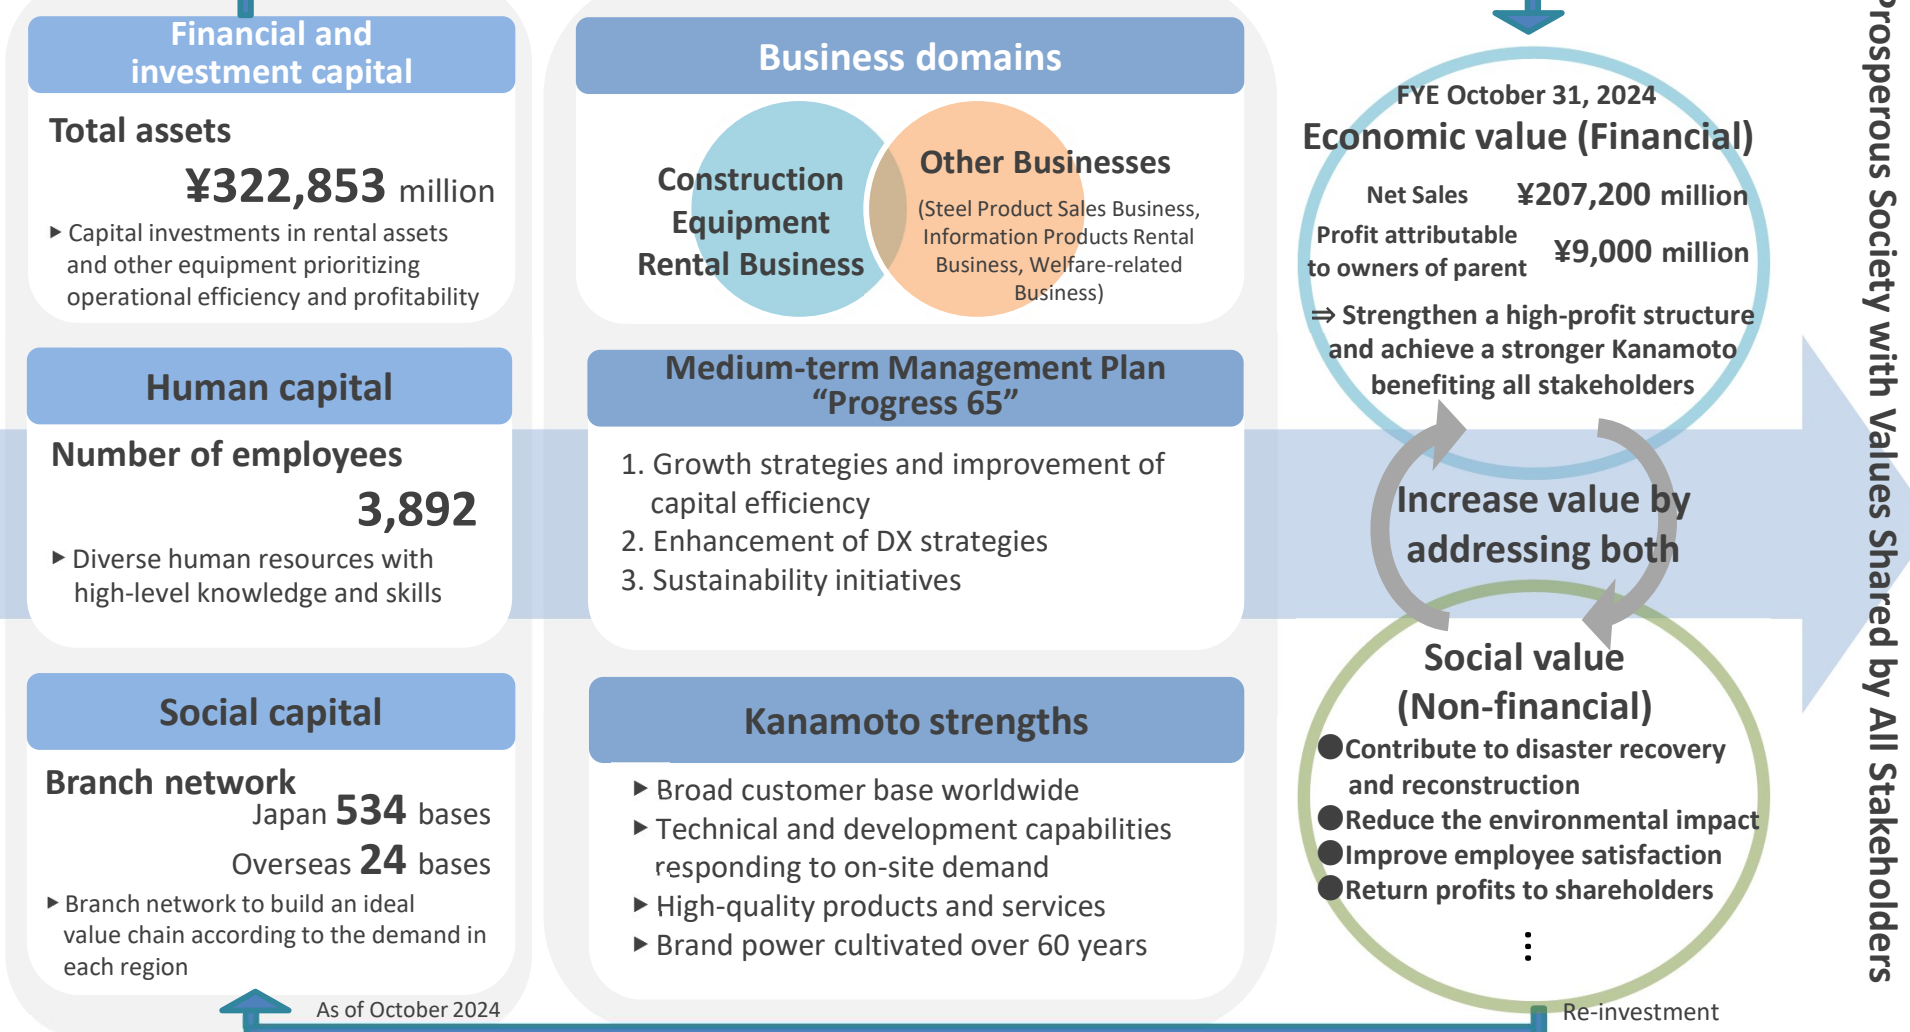 Financial and
investment capital
Total assets
¥322,853 million
▶ Capital investments in rental assets
and other equipment prioritizing
operational efficiency and profitability
Human capital
Number of employees
3,892
▶ Diverse human resources with
high-level knowledge and skills
Social capital
Branch network
Japan 534 bases
Overseas 24 bases
▶ Branch network to build an ideal
value chain according to the demand in
each region
As of October 2024
Business domains
Construction
Equipment
Rental Business
Other Businesses
(Steel Product Sales Business,
Information Products Rental
Business, Welfare-related
Business)
Medium-term Management Plan
“Progress 65”
1. Growth strategies and improvement of
capital efficiency
2. Enhancement of DX strategies
3. Sustainability initiatives
Kanamoto strengths
▶ Broad customer base worldwide
▶ Technical and development capabilities
responding to on-site demand
▶ High-quality products and services
▶ Brand power cultivated over 60 years
FYE October 31, 2024
Economic value (Financial)
Net Sales ¥207,200 million
Profit attributable
to owners of parent ¥9,000 million
⇒ Strengthen a high-profit structure
and achieve a stronger Kanamoto
benefiting all stakeholders
Increase value by
addressing both
Social value
(Non-financial)
●Contribute to disaster recovery
and reconstruction
●Reduce the environmental impact
●Improve employee satisfaction
●Return profits to shareholders
⋮
Re-investment
Prosperous Society with Values Shared by All Stakeholders